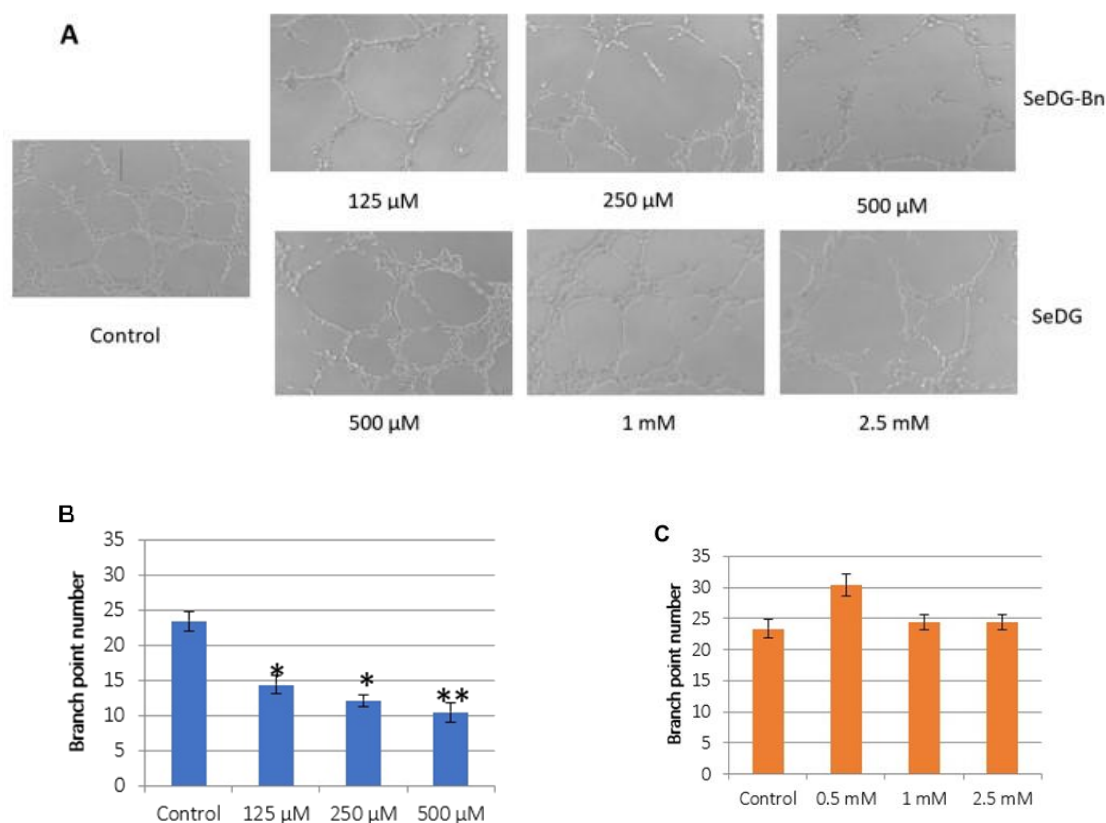 A
SeDG-Bn
125 µM
250 µM
500 µM
Control
SeDG
500 µM
1 mM
2.5 mM
B
Branch point number
35
30
25
20
15
10
5
0
*
*
**
Control
125 µM
250 µM
500 µM
C
Branch point number
35
30
25
20
15
10
5
0
Control
0.5 mM
1 mM
2.5 mM